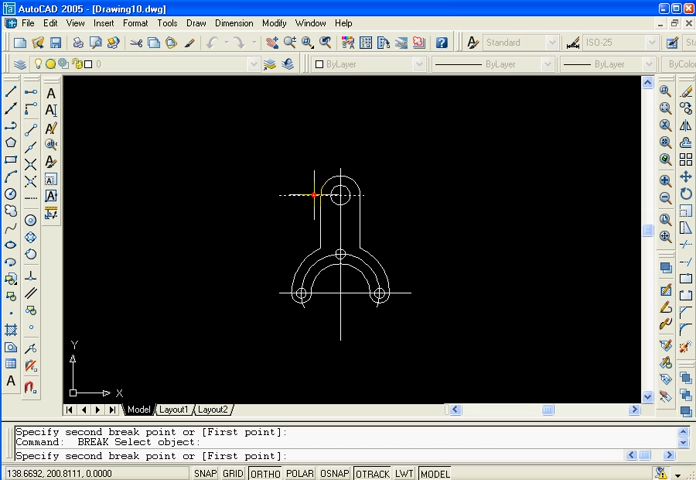 AutoCAD 2005 - [Drawing10.dwg]
File Edit View Insert Format Tools Draw Dimension Modify Window Help
Standard ISO-25
0 ByLayer ByLayer ByLayer ByColo
Y
X
Model Layout1 Layout2
Specify second break point or [First point]:
Command: BREAK Select object:
Specify second break point or [First point]:
138.6692, 200.8111, 0.0000 SNAP GRID ORTHO POLAR OSNAP OTRACK LWT MODEL